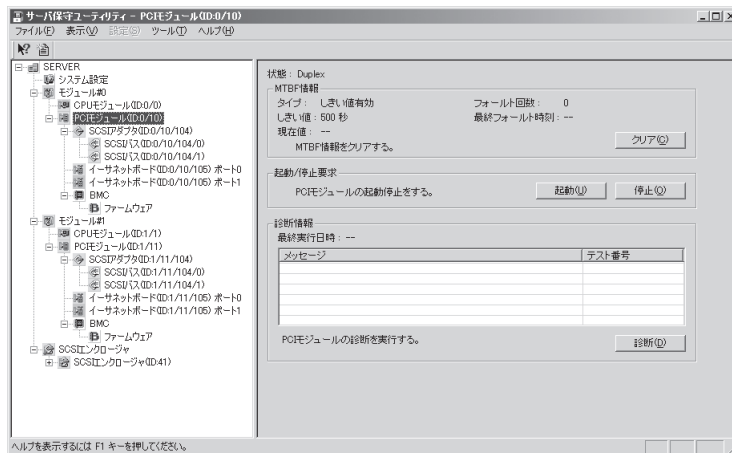 サーバ保守ユーティリティ - PCIモジュール(ID:0/10)
ファイル(F) 表示(V) 設定(S) ツール(T) ヘルプ(H)
SERVER
システム設定
モジュール#0
CPUモジュール(ID:0/0)
PCIモジュール(ID:0/10)
SCSIアダプタ(ID:0/10/104)
SCSIバス(ID:0/10/104/0)
SCSIバス(ID:0/10/104/1)
イーサネットボード(ID:0/10/105) ポート0
イーサネットボード(ID:0/10/105) ポート1
BMC
ファームウェア
モジュール#1
CPUモジュール(ID:1/1)
PCIモジュール(ID:1/11)
SCSIアダプタ(ID:1/11/104)
SCSIバス(ID:1/11/104/0)
SCSIバス(ID:1/11/104/1)
イーサネットボード(ID:1/11/105) ポート0
イーサネットボード(ID:1/11/105) ポート1
BMC
ファームウェア
SCSIエンクロージャ
SCSIエンクロージャ(ID:41)
状態 : Duplex
MTBF情報
タイプ : しきい値有効 フォールト回数 : 0
しきい値 : 500 秒 最終フォールト時刻 : --
現在値 : --
MTBF情報をクリアする。 クリア(C)
起動/停止要求
PCIモジュールの起動停止をする。 起動(U) 停止(O)
診断情報
最終実行日時 : --
メッセージ テスト番号
PCIモジュールの診断を実行する。 診断(D)
ヘルプを表示するには F1 キーを押してください。